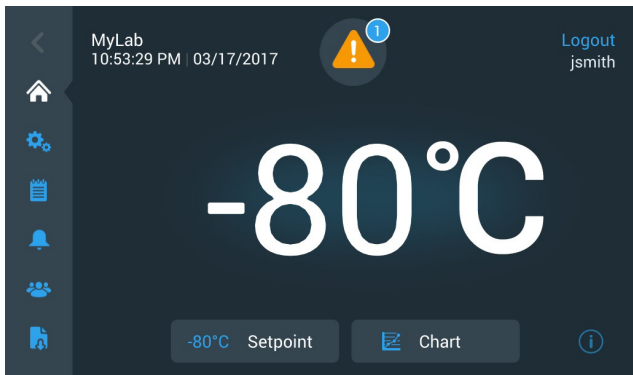 MyLab
10:53:29 PM | 03/17/2017
1
Logout
jsmith
-80°C
-80°C Setpoint
Chart